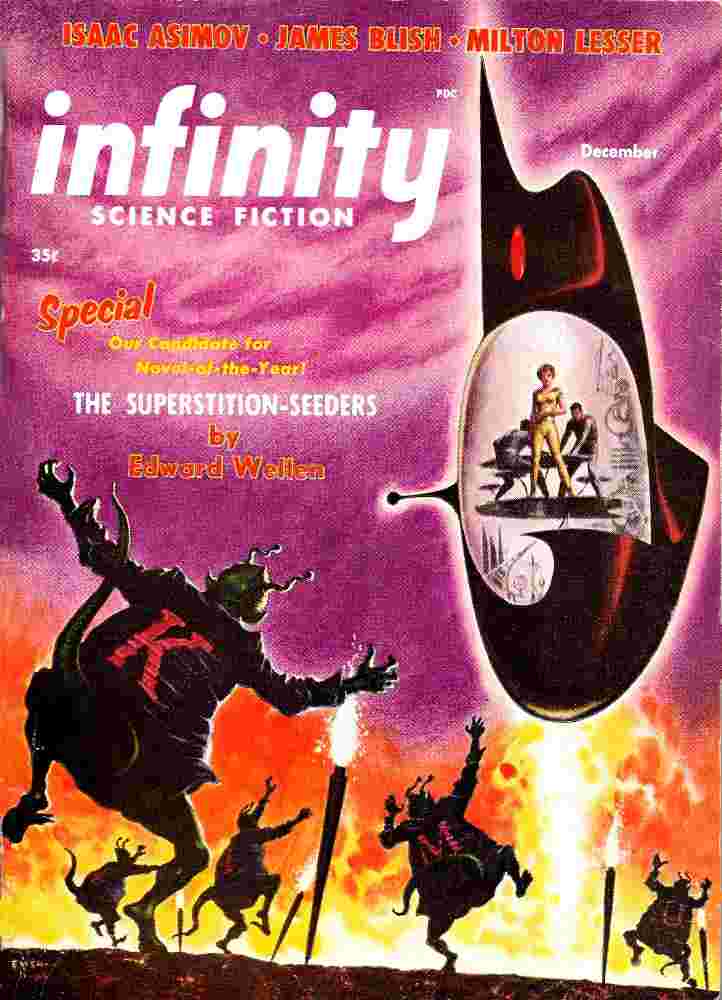 ISAAC ASIMOV • JAMES BLISH • MILTON LESSER
PDC
infinity
December
SCIENCE FICTION
35¢
Special
Our Candidate for
Novel-of-the-Year!
THE SUPERSTITION-SEEDERS
by
Edward Wellen
K
M